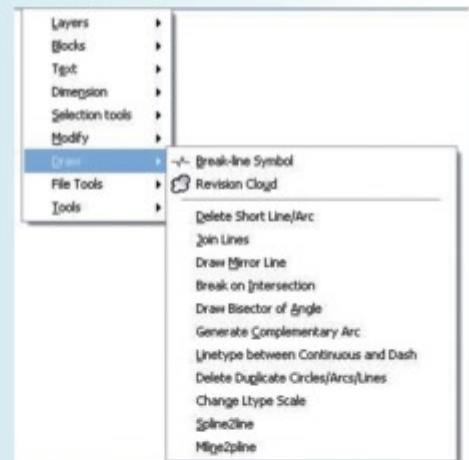 Layers
Blocks
Text
Dimension
Selection tools
Modify
Draw
File Tools
Tools
Break-line Symbol
Revision Cloud
Delete Short Line/Arc
Join Lines
Draw Mirror Line
Break on Intersection
Draw Bisector of Angle
Generate Complementary Arc
Linetype between Continuous and Dash
Delete Duplicate Circles/Arcs/Lines
Change Ltype Scale
Spline2line
Mline2pline